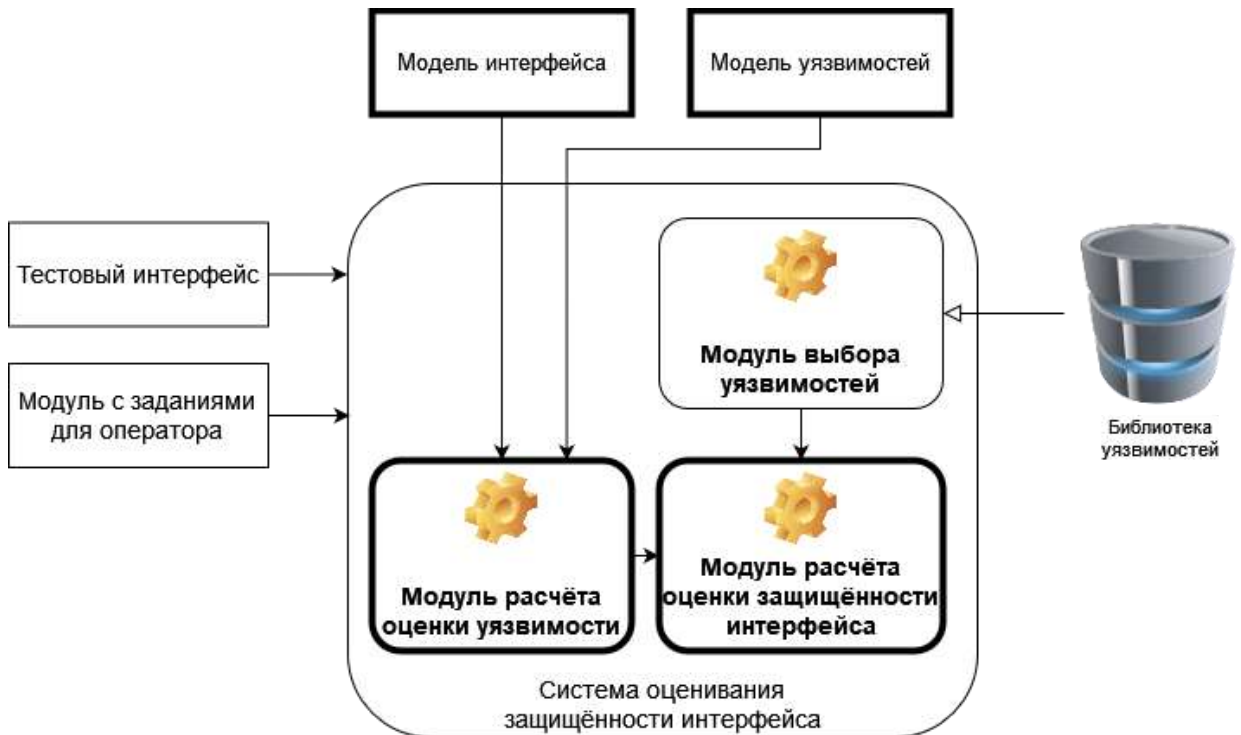 Модель интерфейса
Модель уязвимостей
Тестовый интерфейс
Модуль с заданиями
для оператора
Модуль выбора
уязвимостей
Библиотека
уязвимостей
Модуль расчёта
оценки уязвимости
Модуль расчёта
оценки защищённости
интерфейса
Система оценивания
защищённости интерфейса